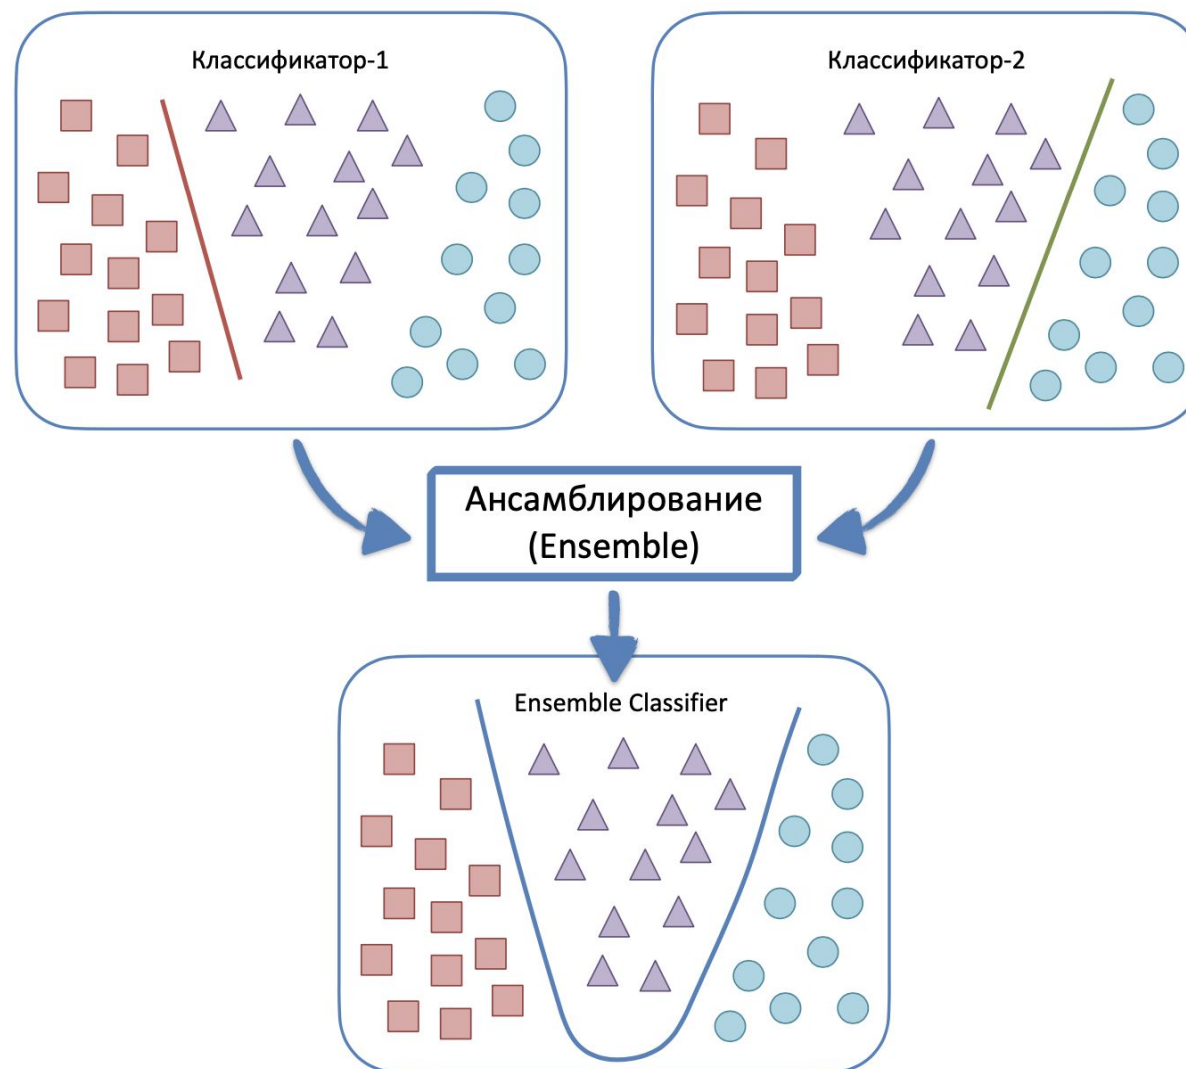 Классификатор-1
Классификатор-2
Ансамблирование
(Ensemble)
Ensemble Classifier